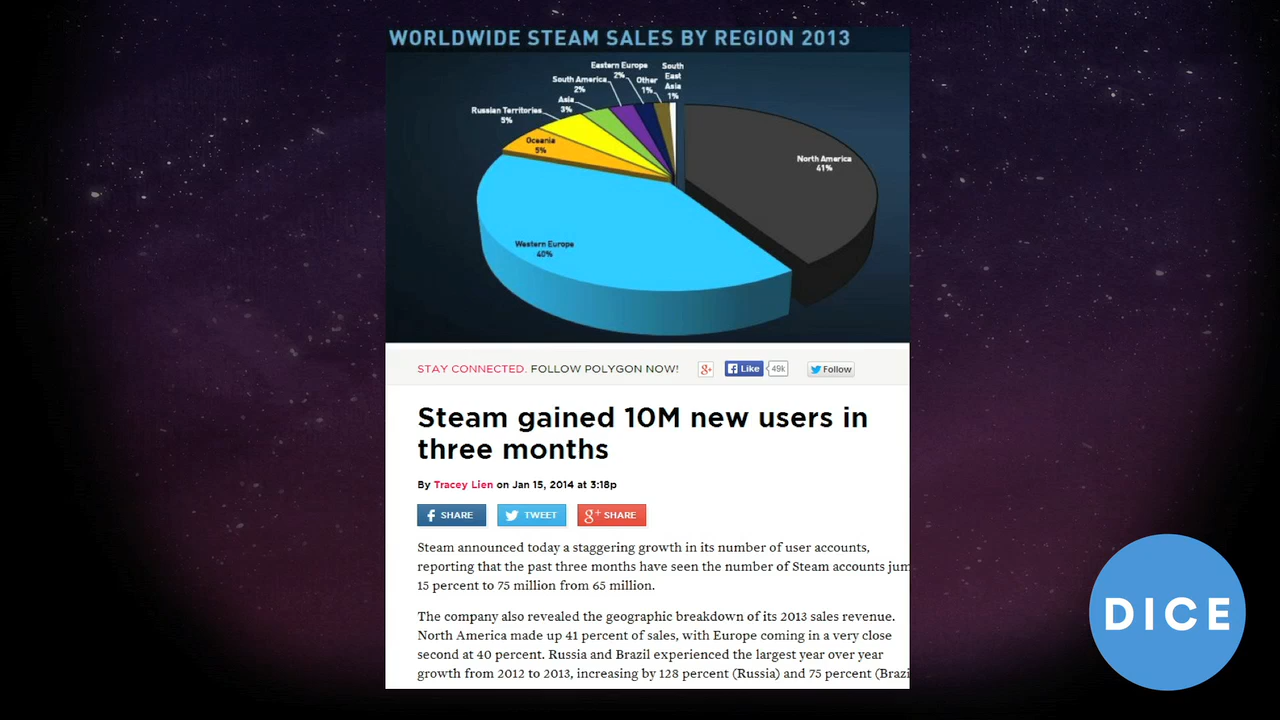 WORLDWIDE STEAM SALES BY REGION 2013
Eastern Europe
2%
South
East
Asia
1%
South America
2%
Other
1%
Asia
3%
Russian Territories
5%
Oceania
5%
North America
41%
Western Europe
40%
STAY CONNECTED. FOLLOW POLYGON NOW! g+ Like 49k Follow
Steam gained 10M new users in
three months
By Tracey Lien on Jan 15, 2014 at 3:18p
SHARE TWEET g+ SHARE
Steam announced today a staggering growth in its number of user accounts,
reporting that the past three months have seen the number of Steam accounts jum
15 percent to 75 million from 65 million.
The company also revealed the geographic breakdown of its 2013 sales revenue.
North America made up 41 percent of sales, with Europe coming in a very close
second at 40 percent. Russia and Brazil experienced the largest year over year
growth from 2012 to 2013, increasing by 128 percent (Russia) and 75 percent (Brazi
DICE